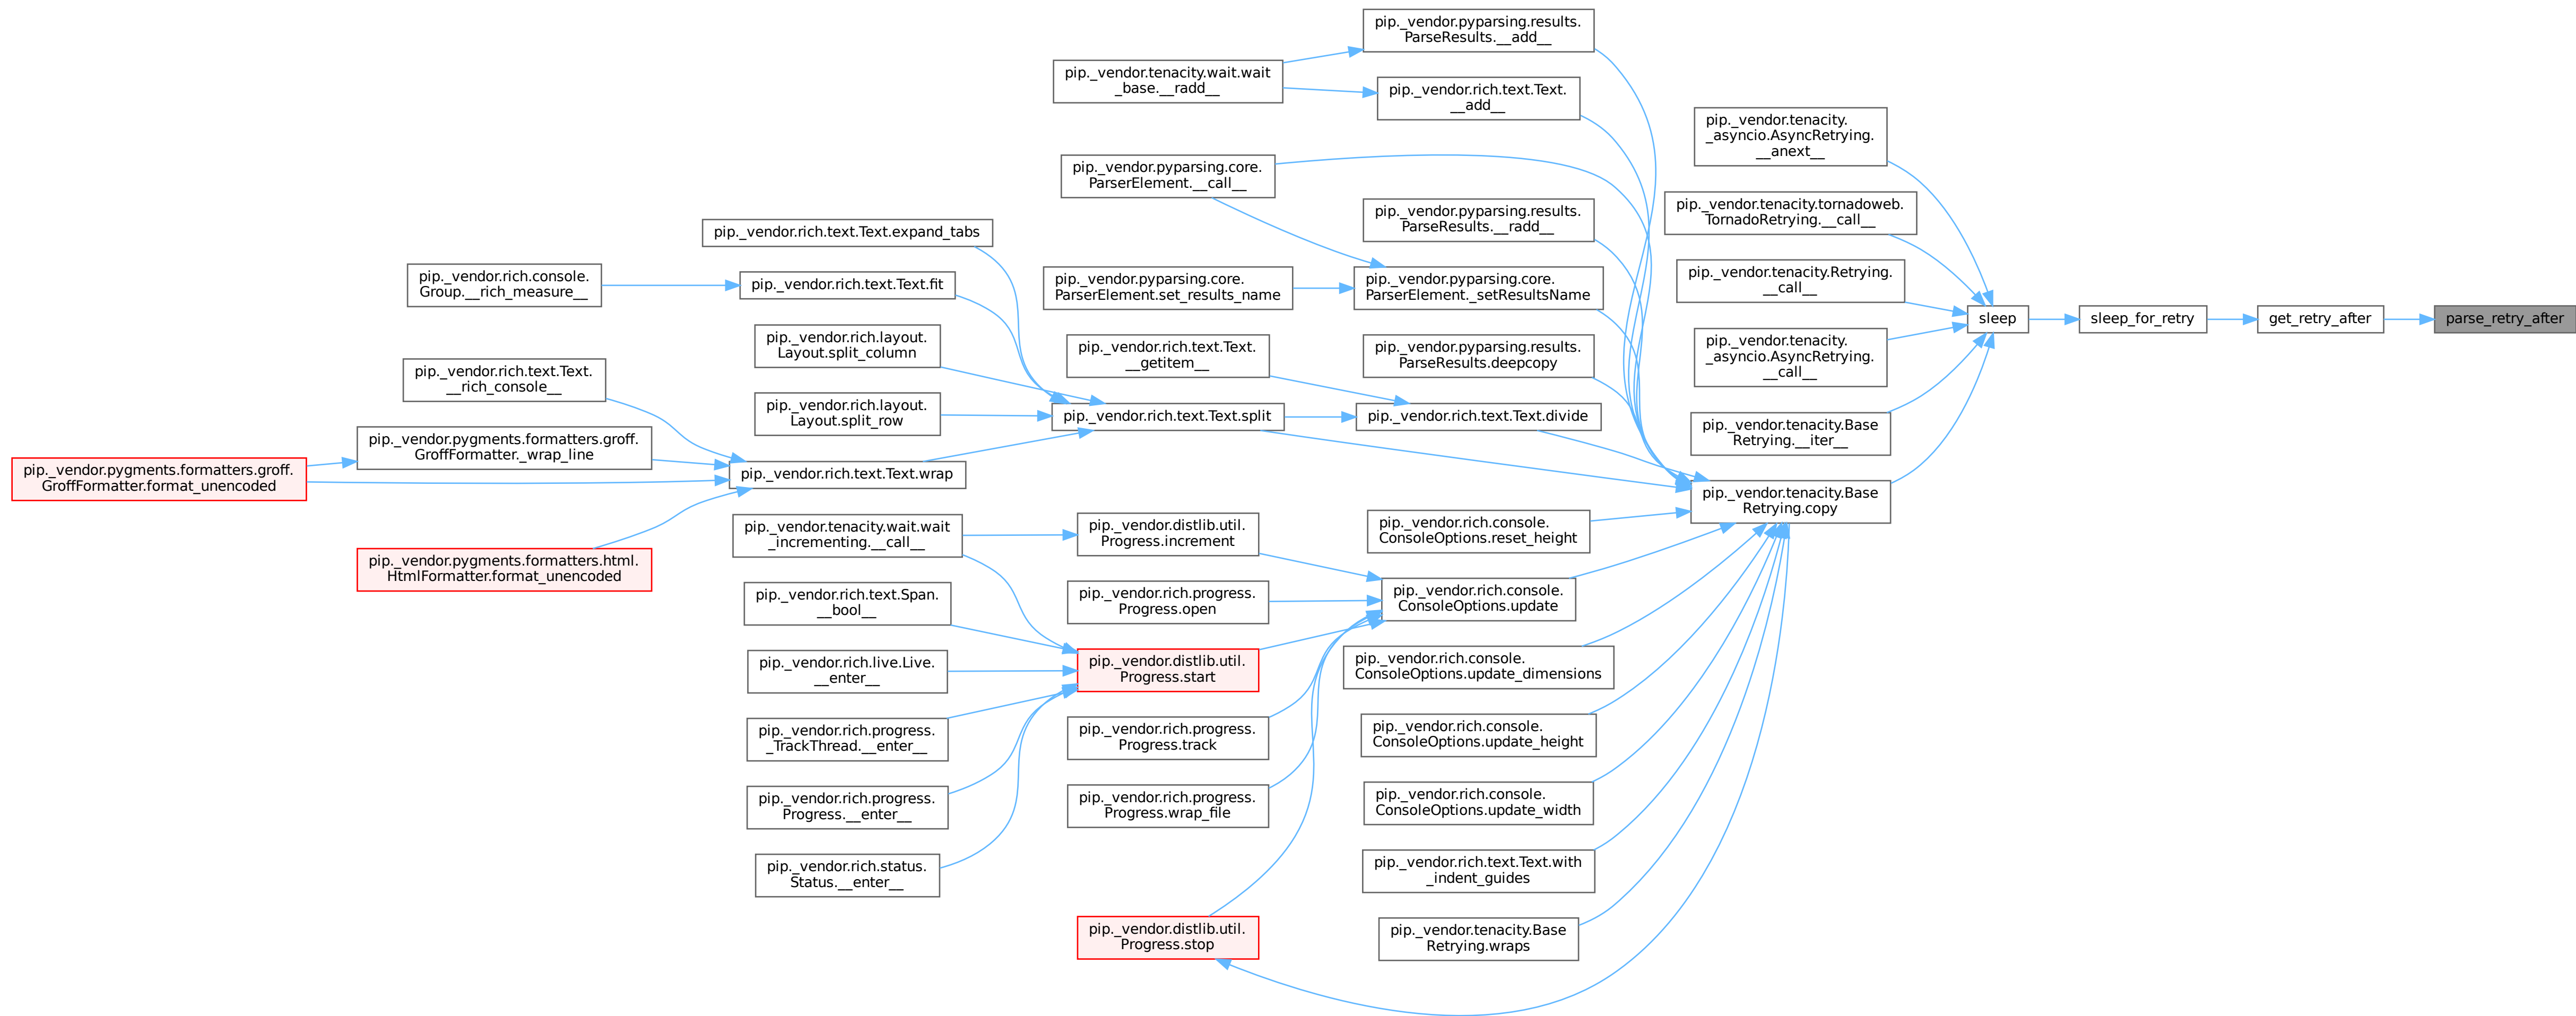 pip._vendor.pyparsing.results.
ParseResults.__add__
pip._vendor.tenacity.wait.wait
_base.__radd__
pip._vendor.rich.text.Text.
__add__
pip._vendor.tenacity.
_asyncio.AsyncRetrying.
__anext__
pip._vendor.pyparsing.core.
ParserElement.__call__
pip._vendor.pyparsing.results.
ParseResults.__radd__
pip._vendor.tenacity.tornadoweb.
TornadoRetrying.__call__
pip._vendor.rich.text.Text.expand_tabs
pip._vendor.rich.console.
Group.__rich_measure__
pip._vendor.rich.text.Text.fit
pip._vendor.pyparsing.core.
ParserElement.set_results_name
pip._vendor.pyparsing.core.
ParserElement._setResultsName
pip._vendor.tenacity.Retrying.
__call__
sleep
sleep_for_retry
get_retry_after
parse_retry_after
pip._vendor.rich.layout.
Layout.split_column
pip._vendor.rich.text.Text.
__getitem__
pip._vendor.pyparsing.results.
ParseResults.deepcopy
pip._vendor.tenacity.
_asyncio.AsyncRetrying.
__call__
pip._vendor.rich.text.Text.
__rich_console__
pip._vendor.rich.layout.
Layout.split_row
pip._vendor.rich.text.Text.split
pip._vendor.rich.text.Text.divide
pip._vendor.tenacity.Base
Retrying.__iter__
pip._vendor.pygments.formatters.groff.
GroffFormatter._wrap_line
pip._vendor.pygments.formatters.groff.
GroffFormatter.format_unencoded
pip._vendor.rich.text.Text.wrap
pip._vendor.tenacity.Base
Retrying.copy
pip._vendor.tenacity.wait.wait
_incrementing.__call__
pip._vendor.distlib.util.
Progress.increment
pip._vendor.rich.console.
ConsoleOptions.reset_height
pip._vendor.pygments.formatters.html.
HtmlFormatter.format_unencoded
pip._vendor.rich.text.Span.
__bool__
pip._vendor.rich.progress.
Progress.open
pip._vendor.rich.console.
ConsoleOptions.update
pip._vendor.rich.live.Live.
__enter__
pip._vendor.distlib.util.
Progress.start
pip._vendor.rich.console.
ConsoleOptions.update_dimensions
pip._vendor.rich.progress.
_TrackThread.__enter__
pip._vendor.rich.progress.
Progress.track
pip._vendor.rich.console.
ConsoleOptions.update_height
pip._vendor.rich.progress.
Progress.__enter__
pip._vendor.rich.progress.
Progress.wrap_file
pip._vendor.rich.console.
ConsoleOptions.update_width
pip._vendor.rich.status.
Status.__enter__
pip._vendor.rich.text.Text.with
_indent_guides
pip._vendor.distlib.util.
Progress.stop
pip._vendor.tenacity.Base
Retrying.wraps